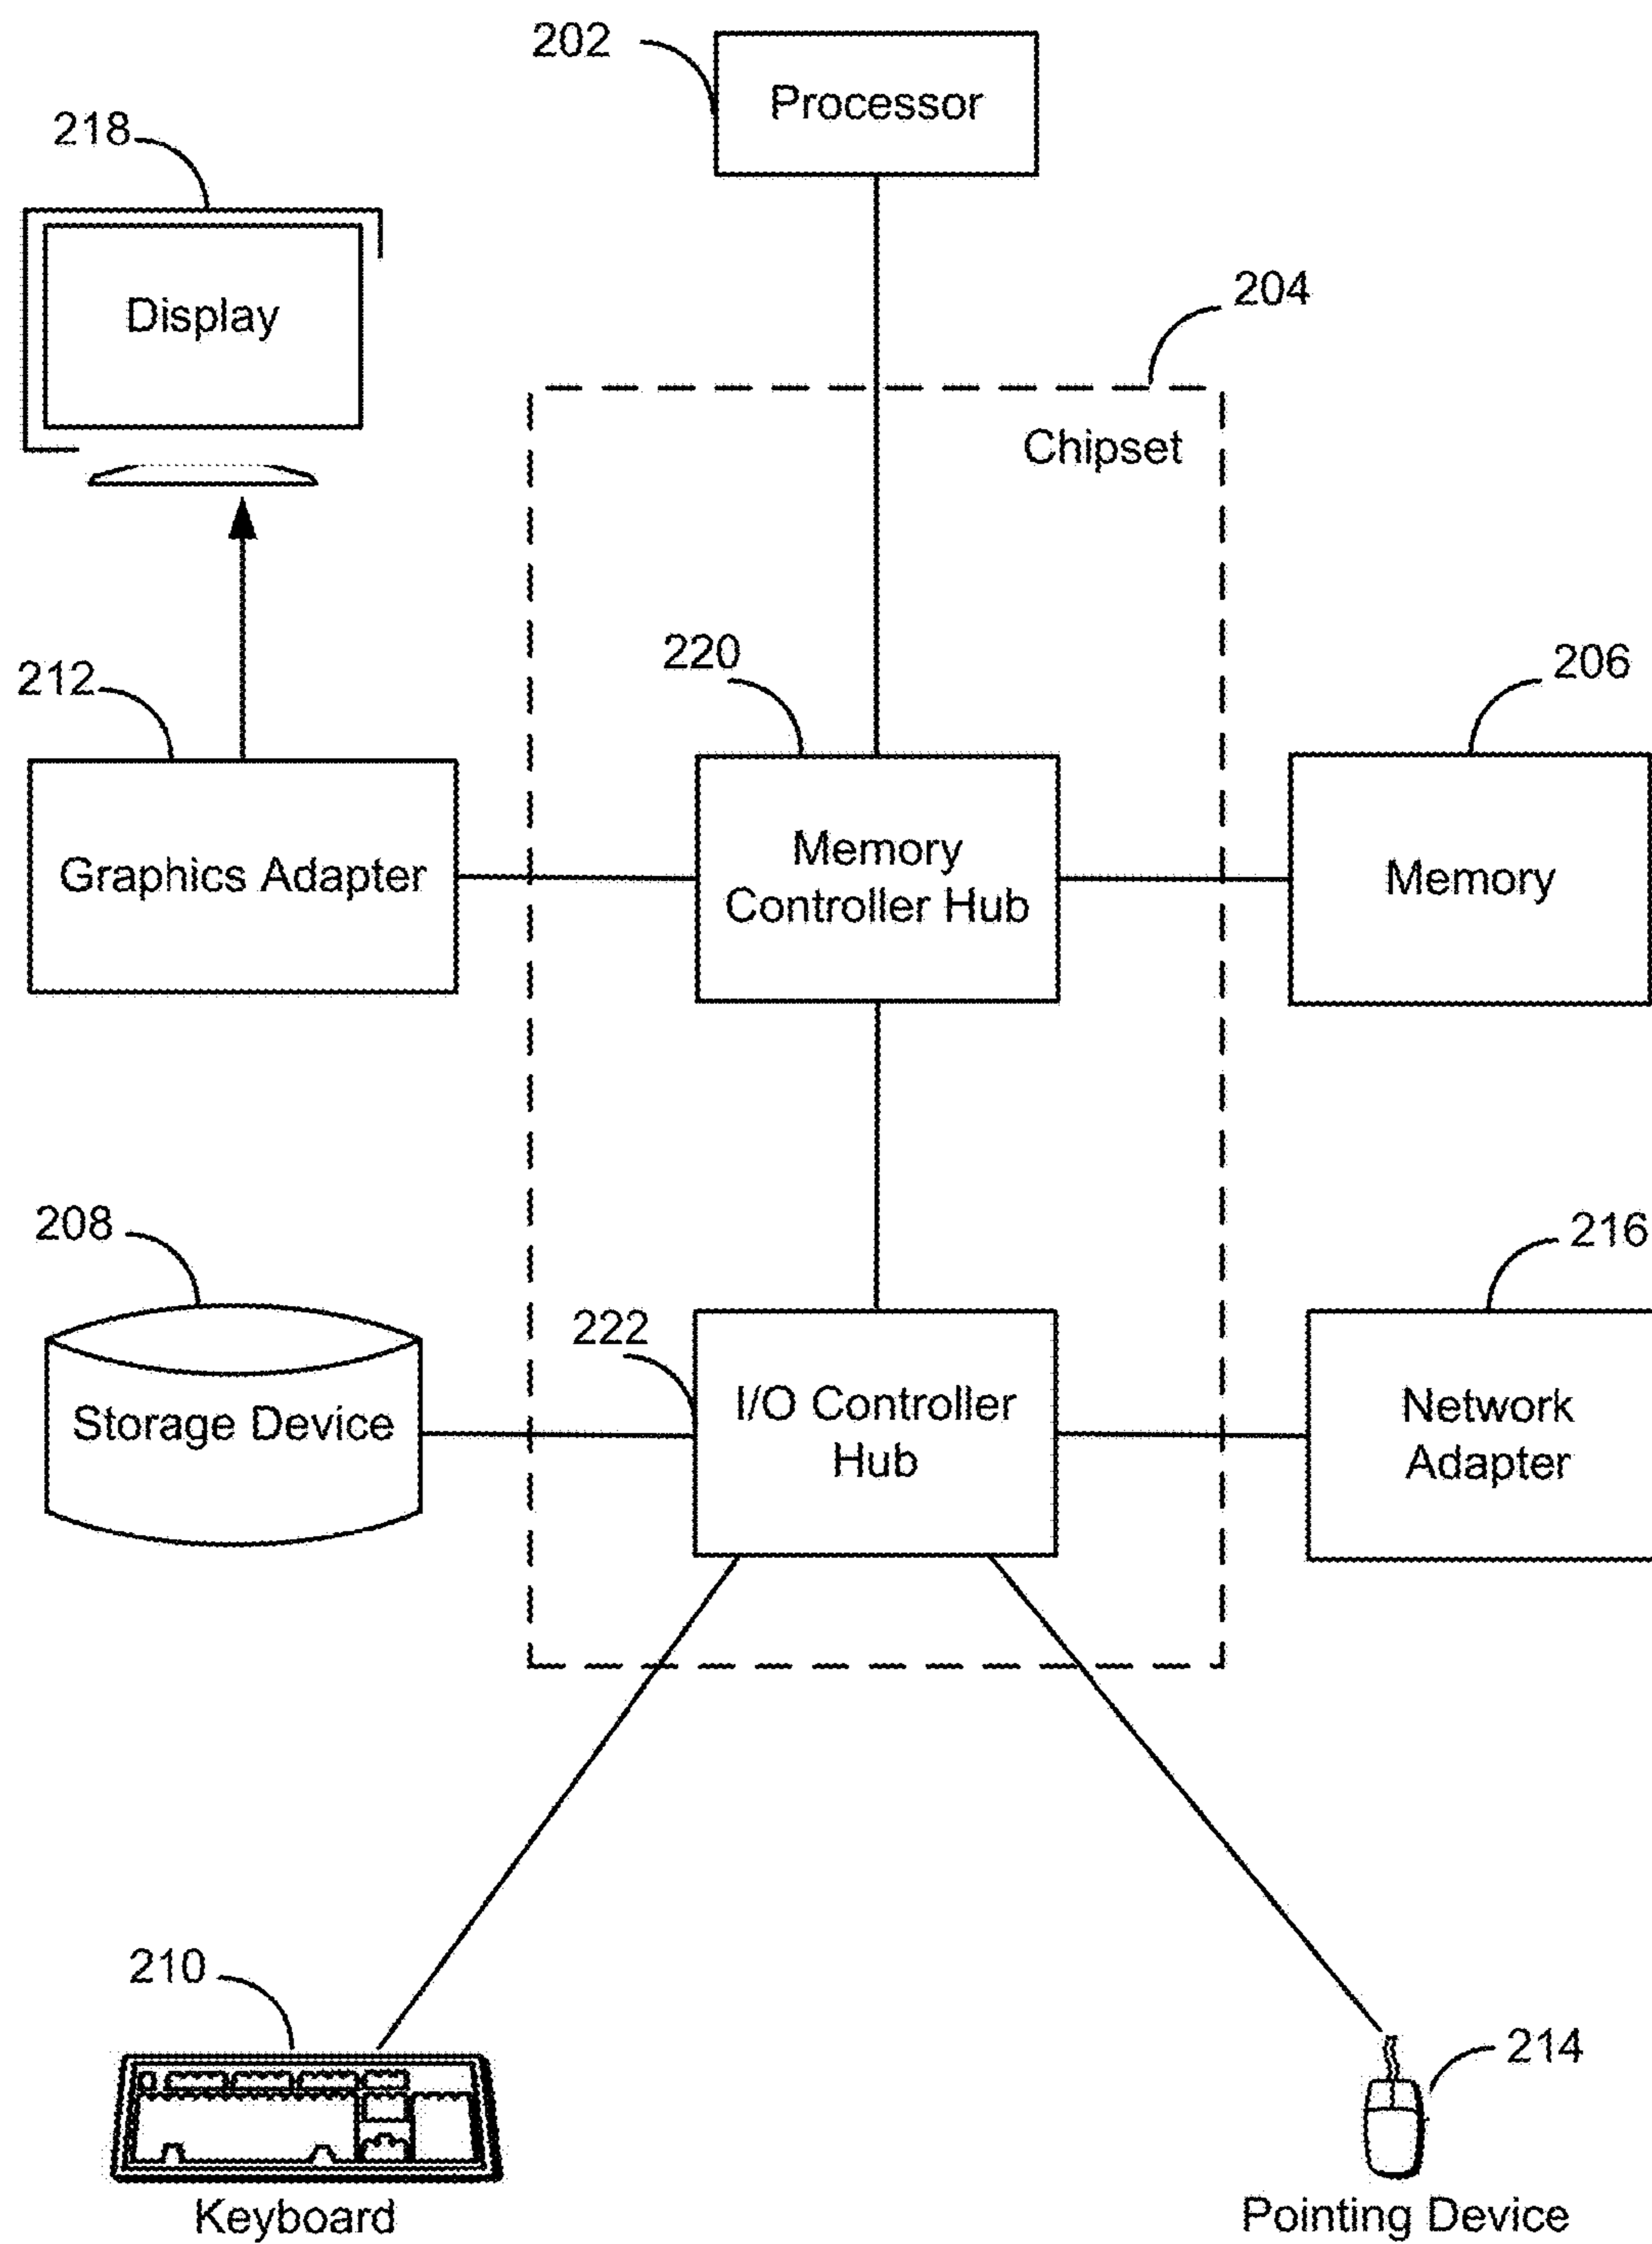 202
Processor
218
Display
204
Chipset
220
206
212
Memory
Controller Hub
Graphics Adapter
Memory
208
216
222
I/O Controller
Hub
Storage Device
Network
Adapter
210
214
Keyboard
Pointing Device